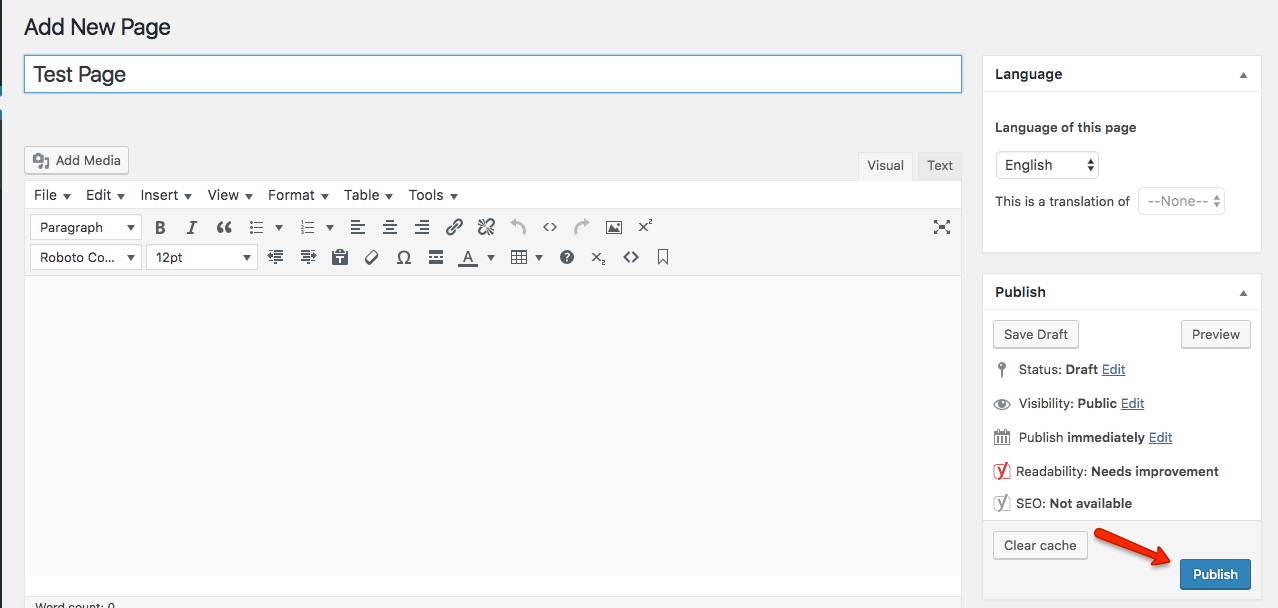 Add New Page
Test Page
Add Media
Visual Text
File Edit Insert View Format Table Tools
Paragraph
Roboto Co... 12pt
Word count: 0
Language
Language of this page
English
This is a translation of --None--
Publish
Save Draft Preview
Status: Draft Edit
Visibility: Public Edit
Publish immediately Edit
Readability: Needs improvement
SEO: Not available
Clear cache
Publish